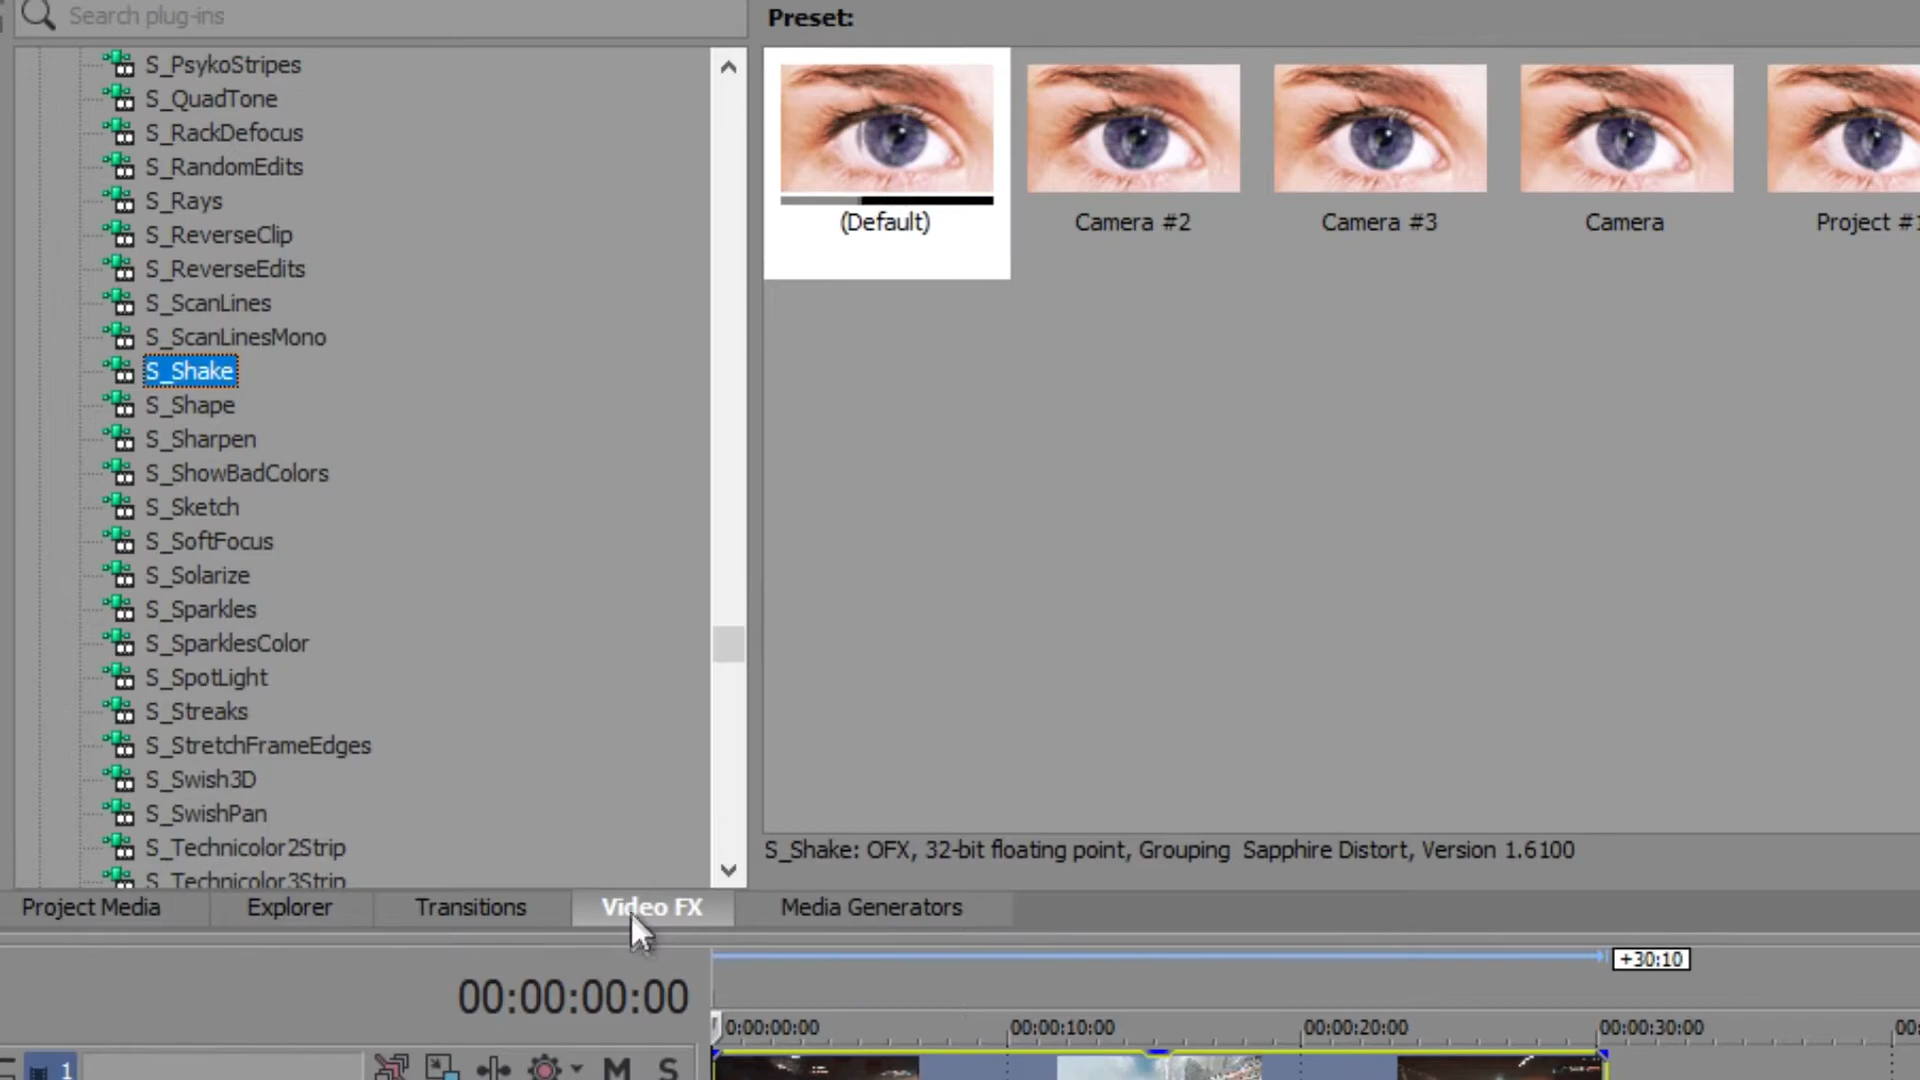 Search plug-ins
Preset:
S_PsykoStripes
S_QuadTone
S_RackDefocus
S_RandomEdits
S_Rays
S_ReverseClip
S_ReverseEdits
S_ScanLines
S_ScanLinesMono
S_Shake
S_Shape
S_Sharpen
S_ShowBadColors
S_Sketch
S_SoftFocus
S_Solarize
S_Sparkles
S_SparklesColor
S_SpotLight
S_Streaks
S_StretchFrameEdges
S_Swish3D
S_SwishPan
S_Technicolor2Strip
S_Technicolor3Strip
(Default) Camera #2 Camera #3 Camera Project #1
S_Shake: OFX, 32-bit floating point, Grouping Sapphire Distort, Version 1.6100
Project Media Explorer Transitions Video FX Media Generators
+30:10
00:00:00:00
0:00:00:00 00:00:10:00 00:00:20:00 00:00:30:00 00:
1 M S